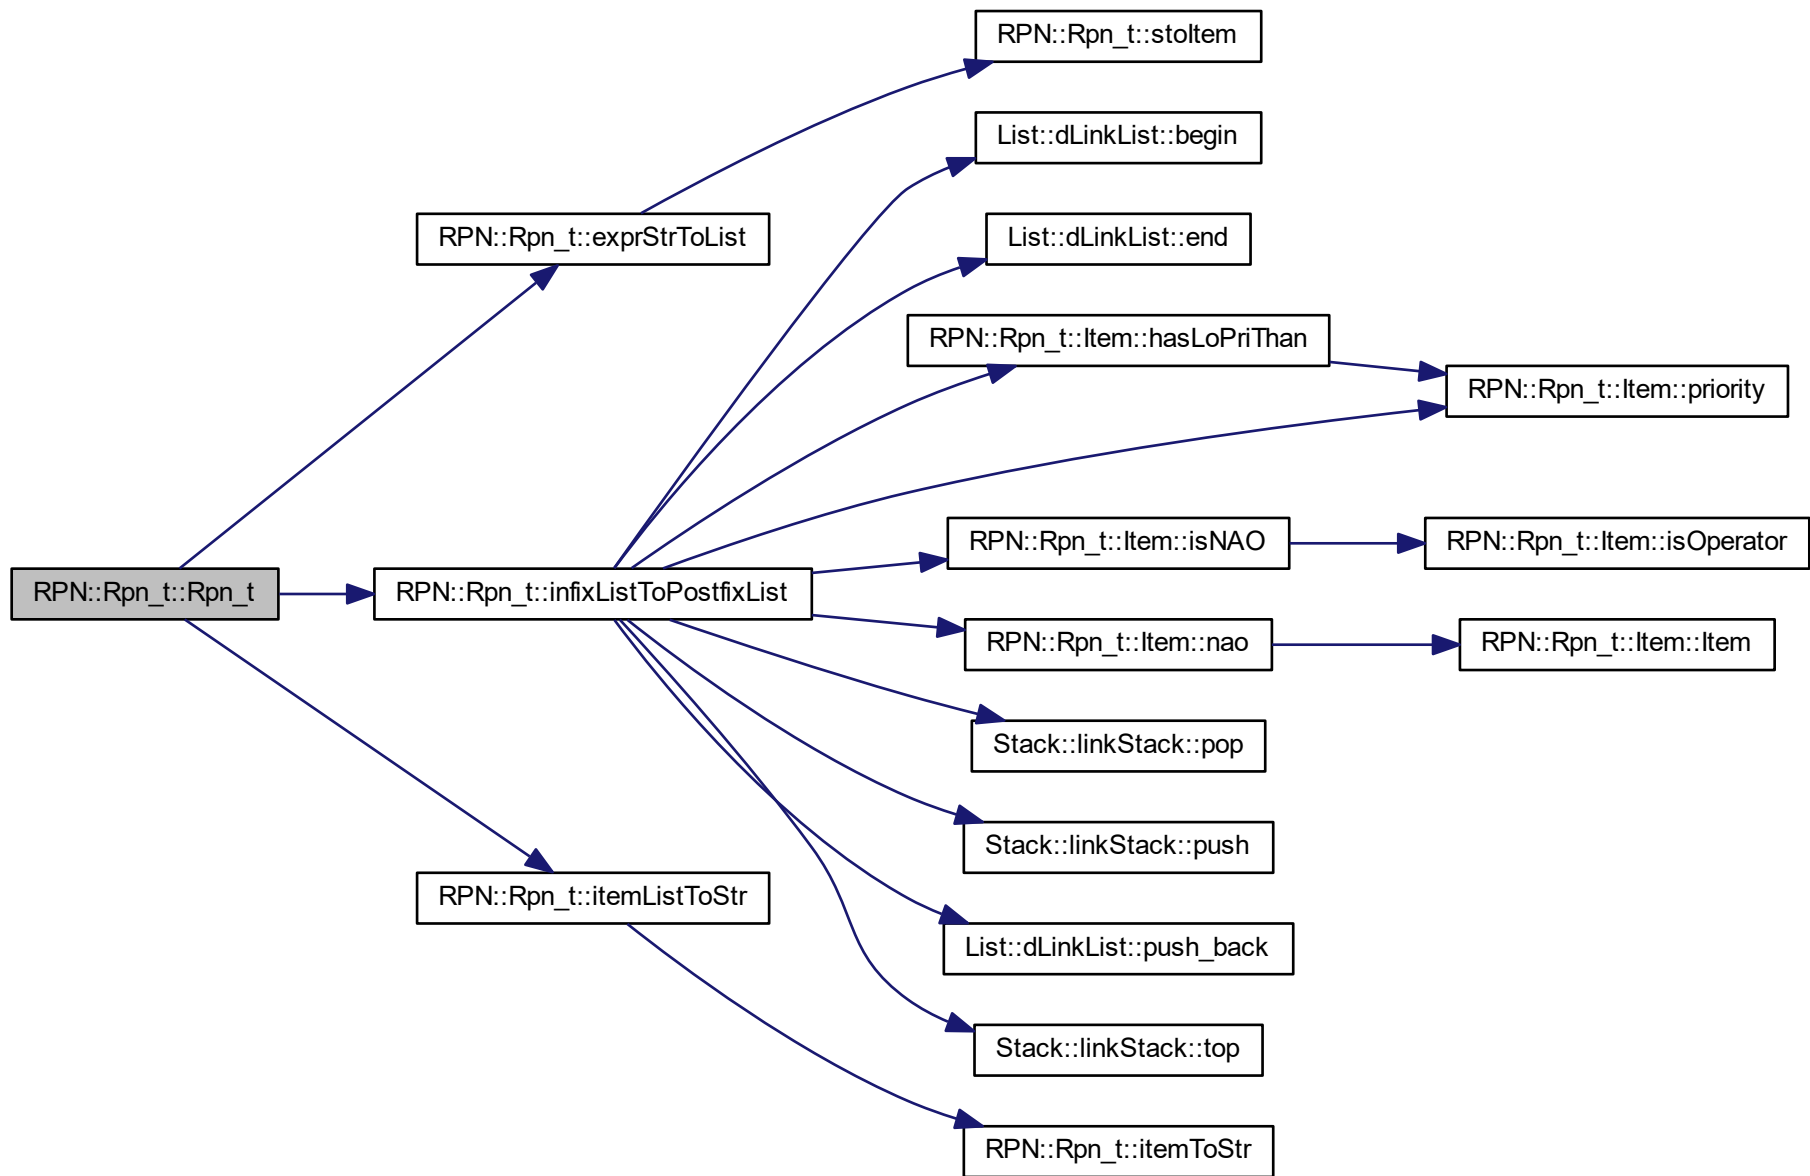 RPN::Rpn_t::stoItem
List::dLinkList::begin
RPN::Rpn_t::exprStrToList
List::dLinkList::end
RPN::Rpn_t::Item::hasLoPriThan
RPN::Rpn_t::Item::priority
RPN::Rpn_t::Item::isNAO
RPN::Rpn_t::Item::isOperator
RPN::Rpn_t::Rpn_t
RPN::Rpn_t::infixListToPostfixList
RPN::Rpn_t::Item::nao
RPN::Rpn_t::Item::Item
Stack::linkStack::pop
Stack::linkStack::push
RPN::Rpn_t::itemListToStr
List::dLinkList::push_back
Stack::linkStack::top
RPN::Rpn_t::itemToStr